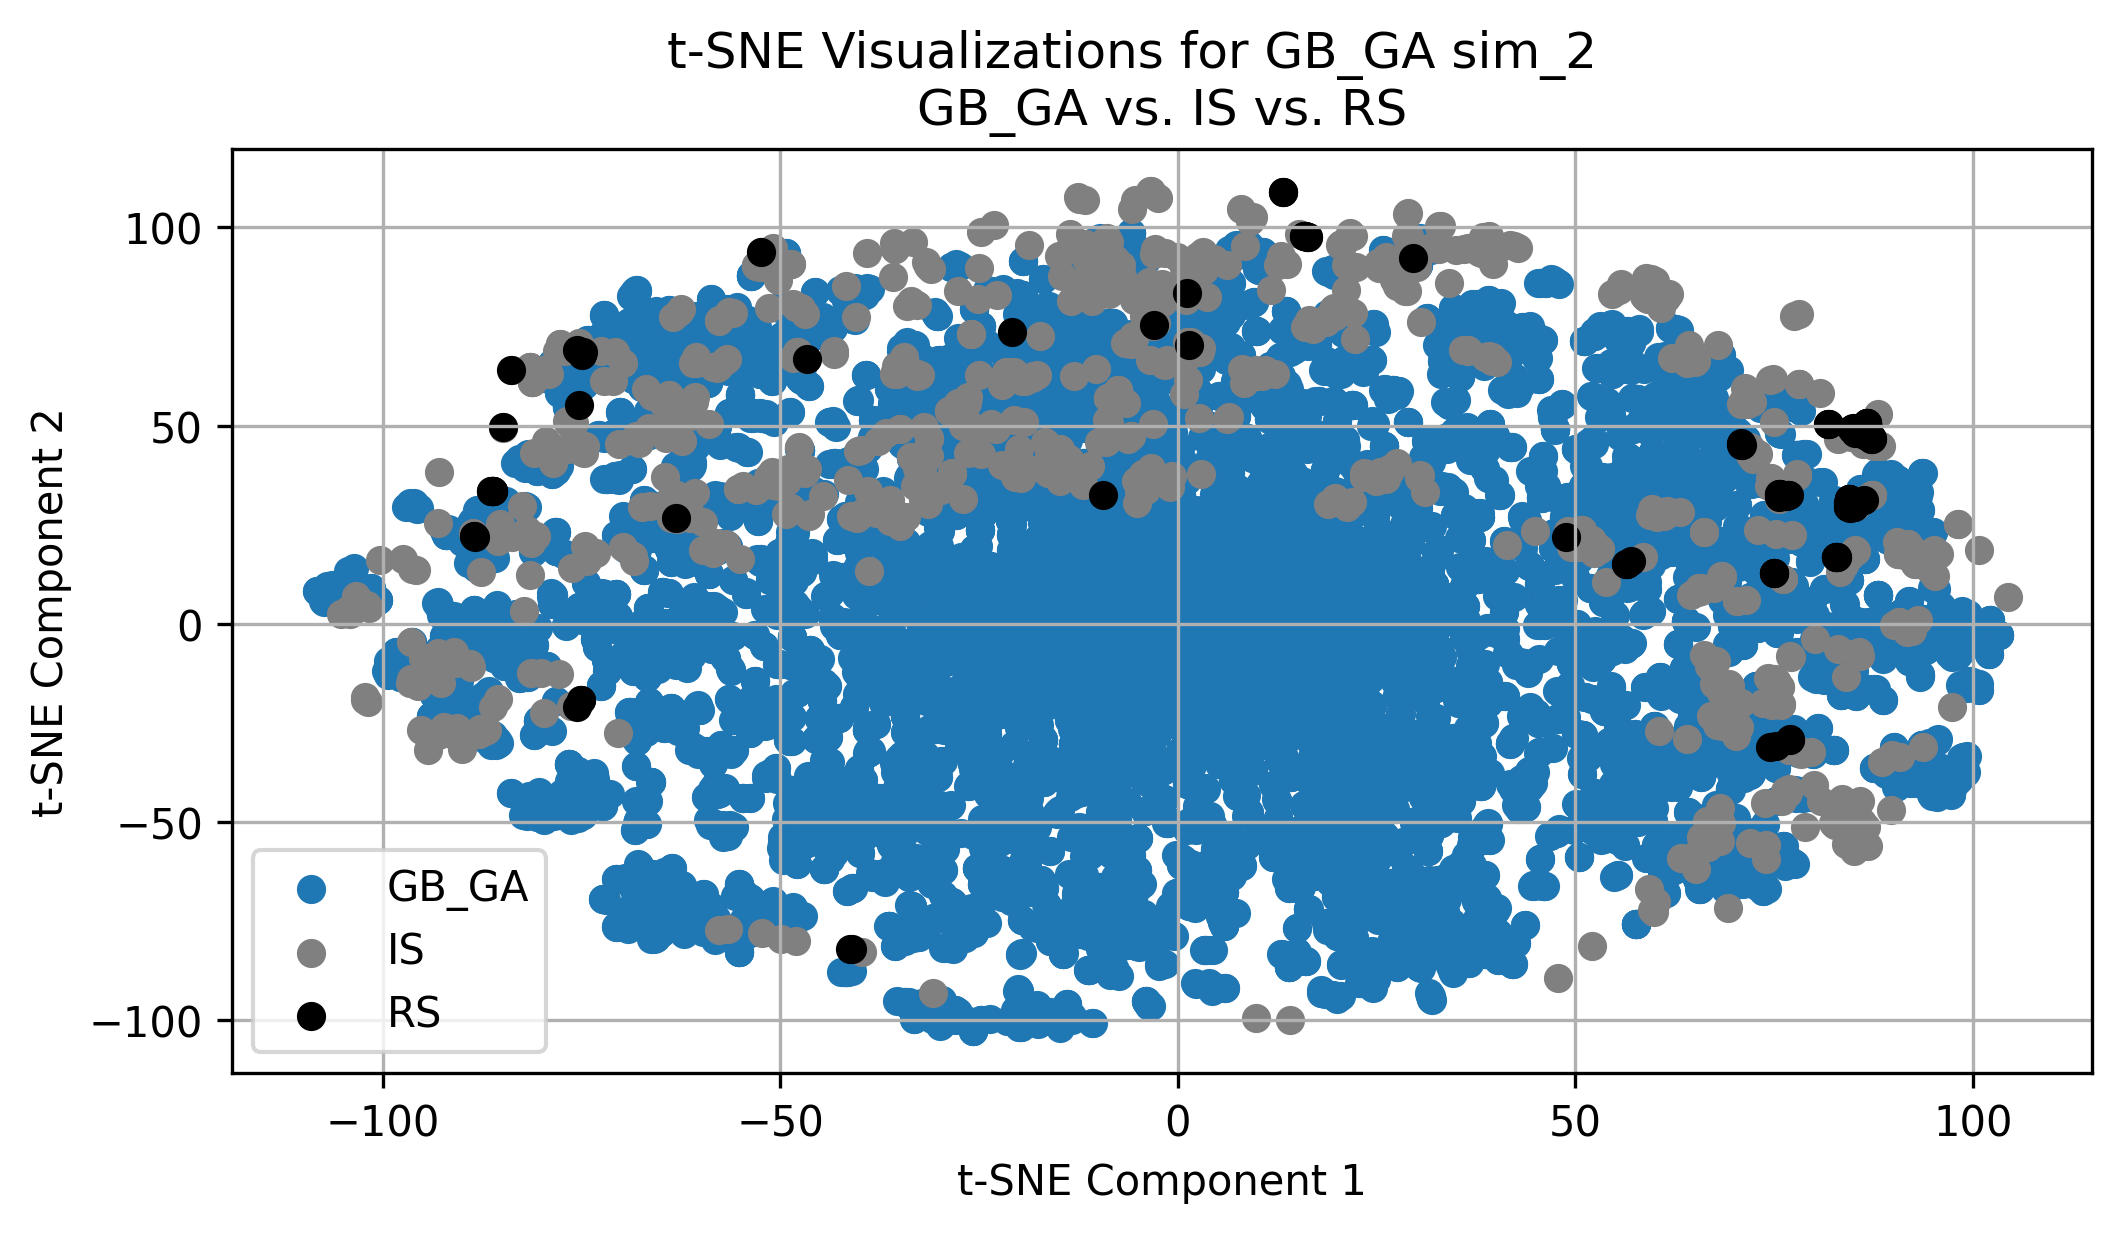 t-SNE Visualizations for GB_GA sim_2
GB_GA vs. IS vs. RS
t-SNE Component 2
100
50
0
−50
−100
GB_GA
IS
RS
−100
−50
0
50
100
t-SNE Component 1